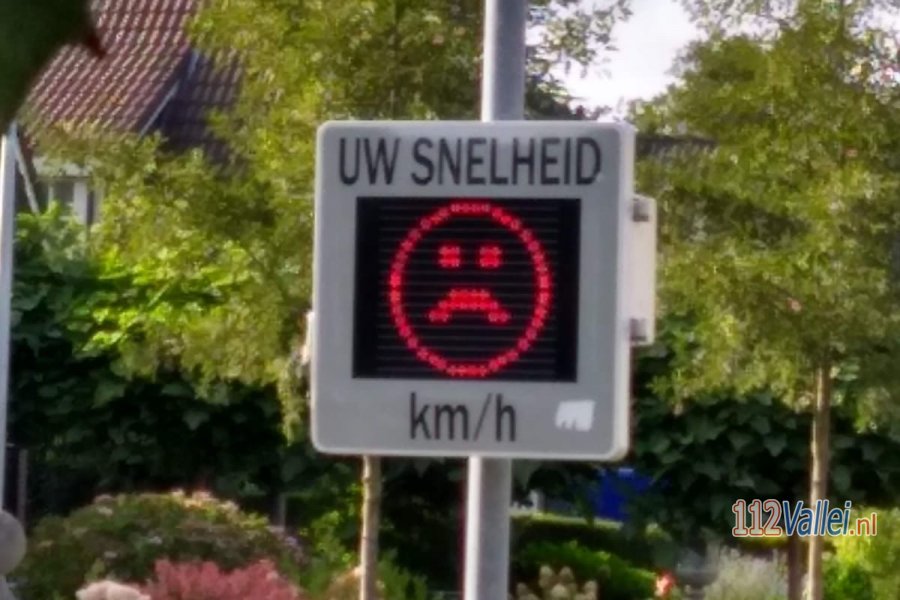 UW SNELHEID
km/h
112Vallei.nl